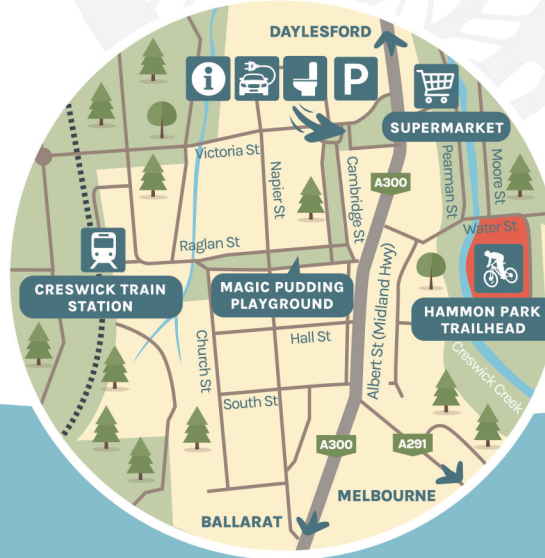 DAYLESFORD
i
P
SUPERMARKET
Victoria St
Napier St
Cambridge St
A300
Pearman St
Moore St
Water St
Raglan St
CRESWICK TRAIN
STATION
MAGIC PUDDING
PLAYGROUND
HAMMON PARK
TRAILHEAD
Albert St (Midland Hwy)
Hall St
Church St
Creswick Creek
South St
A300
A291
MELBOURNE
BALLARAT